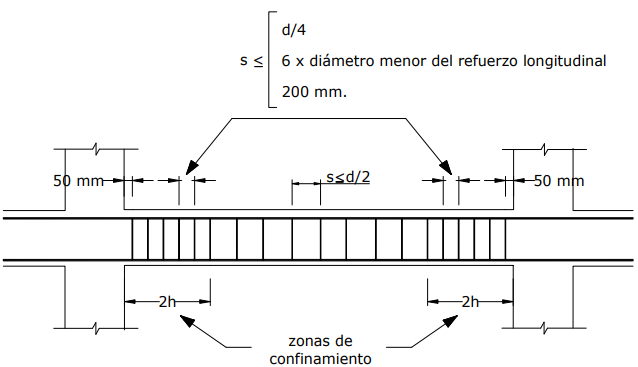 d/4
s ≤ 6 x diámetro menor del refuerzo longitudinal
200 mm.
50 mm
s≤d/2
50 mm
2h
2h
zonas de
confinamiento